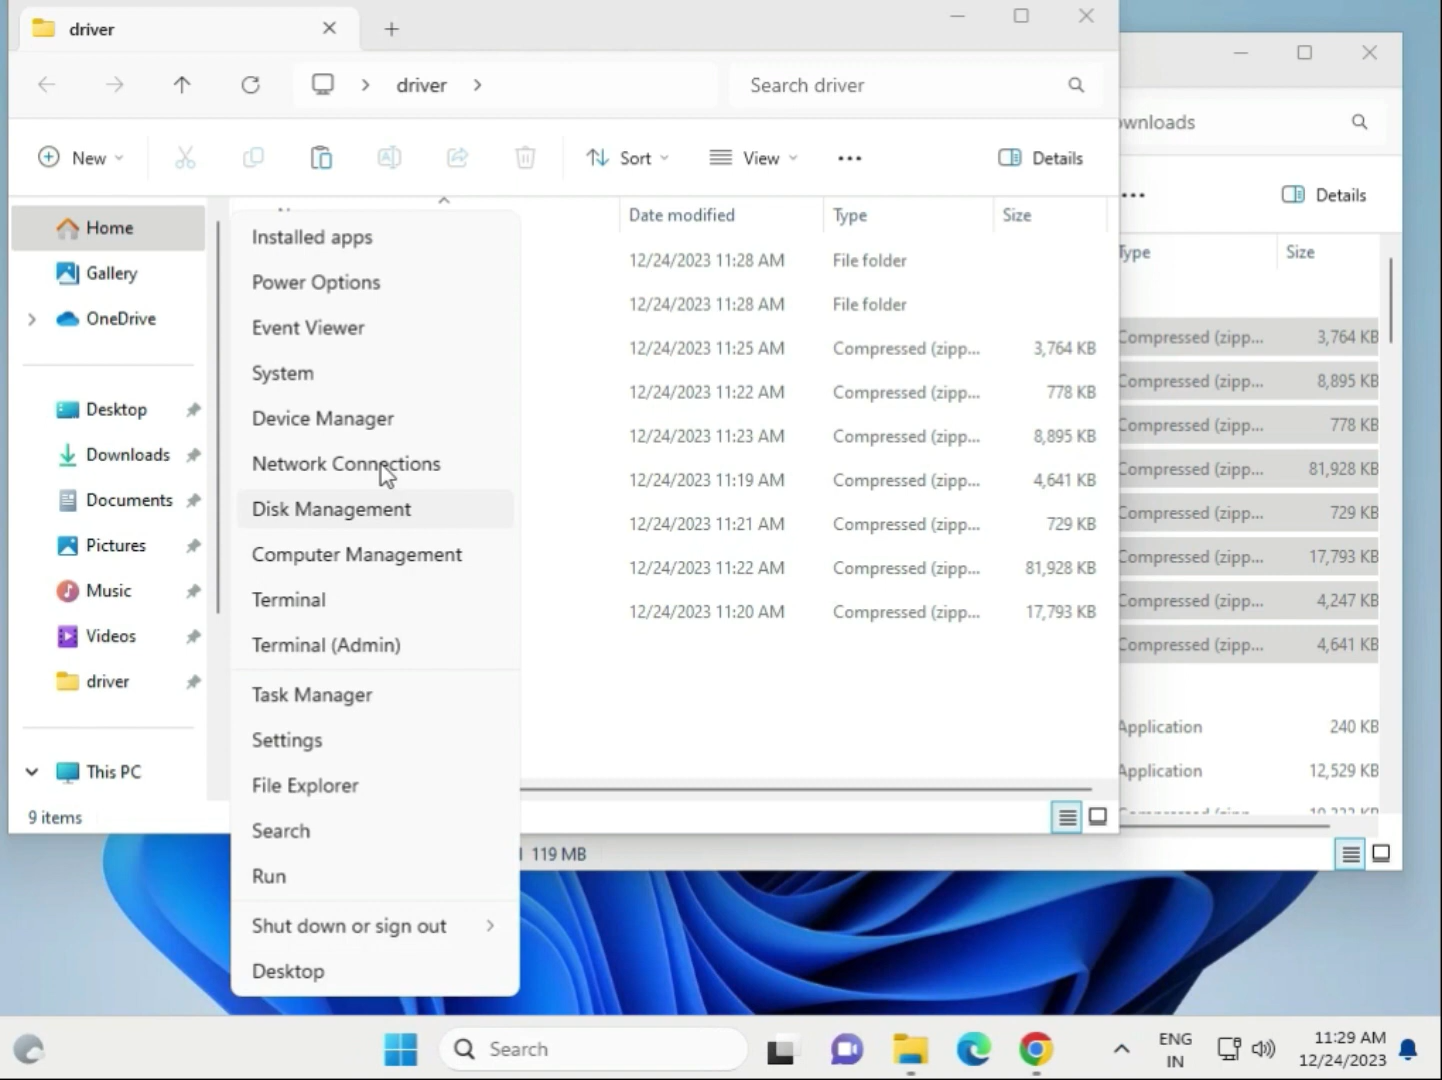 driver
driver
Search driver
New
Sort
View
Details
Home
Gallery
OneDrive
Desktop
Downloads
Documents
Pictures
Music
Videos
driver
This PC
9 items
Date modified
Type
Size
12/24/2023 11:28 AM File folder
12/24/2023 11:28 AM File folder
12/24/2023 11:25 AM Compressed (zipp... 3,764 KB
12/24/2023 11:22 AM Compressed (zipp... 778 KB
12/24/2023 11:23 AM Compressed (zipp... 8,895 KB
12/24/2023 11:19 AM Compressed (zipp... 4,641 KB
12/24/2023 11:21 AM Compressed (zipp... 729 KB
12/24/2023 11:22 AM Compressed (zipp... 81,928 KB
12/24/2023 11:20 AM Compressed (zipp... 17,793 KB
Installed apps
Power Options
Event Viewer
System
Device Manager
Network Connections
Disk Management
Computer Management
Terminal
Terminal (Admin)
Task Manager
Settings
File Explorer
Search
Run
Shut down or sign out
Desktop
ownloads
Details
Type
Size
Compressed (zipp... 3,764 KB
Compressed (zipp... 8,895 KB
Compressed (zipp... 778 KB
Compressed (zipp... 81,928 KB
Compressed (zipp... 729 KB
Compressed (zipp... 17,793 KB
Compressed (zipp... 4,247 KB
Compressed (zipp... 4,641 KB
Application 240 KB
Application 12,529 KB
119 MB
Search
ENG
IN
11:29 AM
12/24/2023